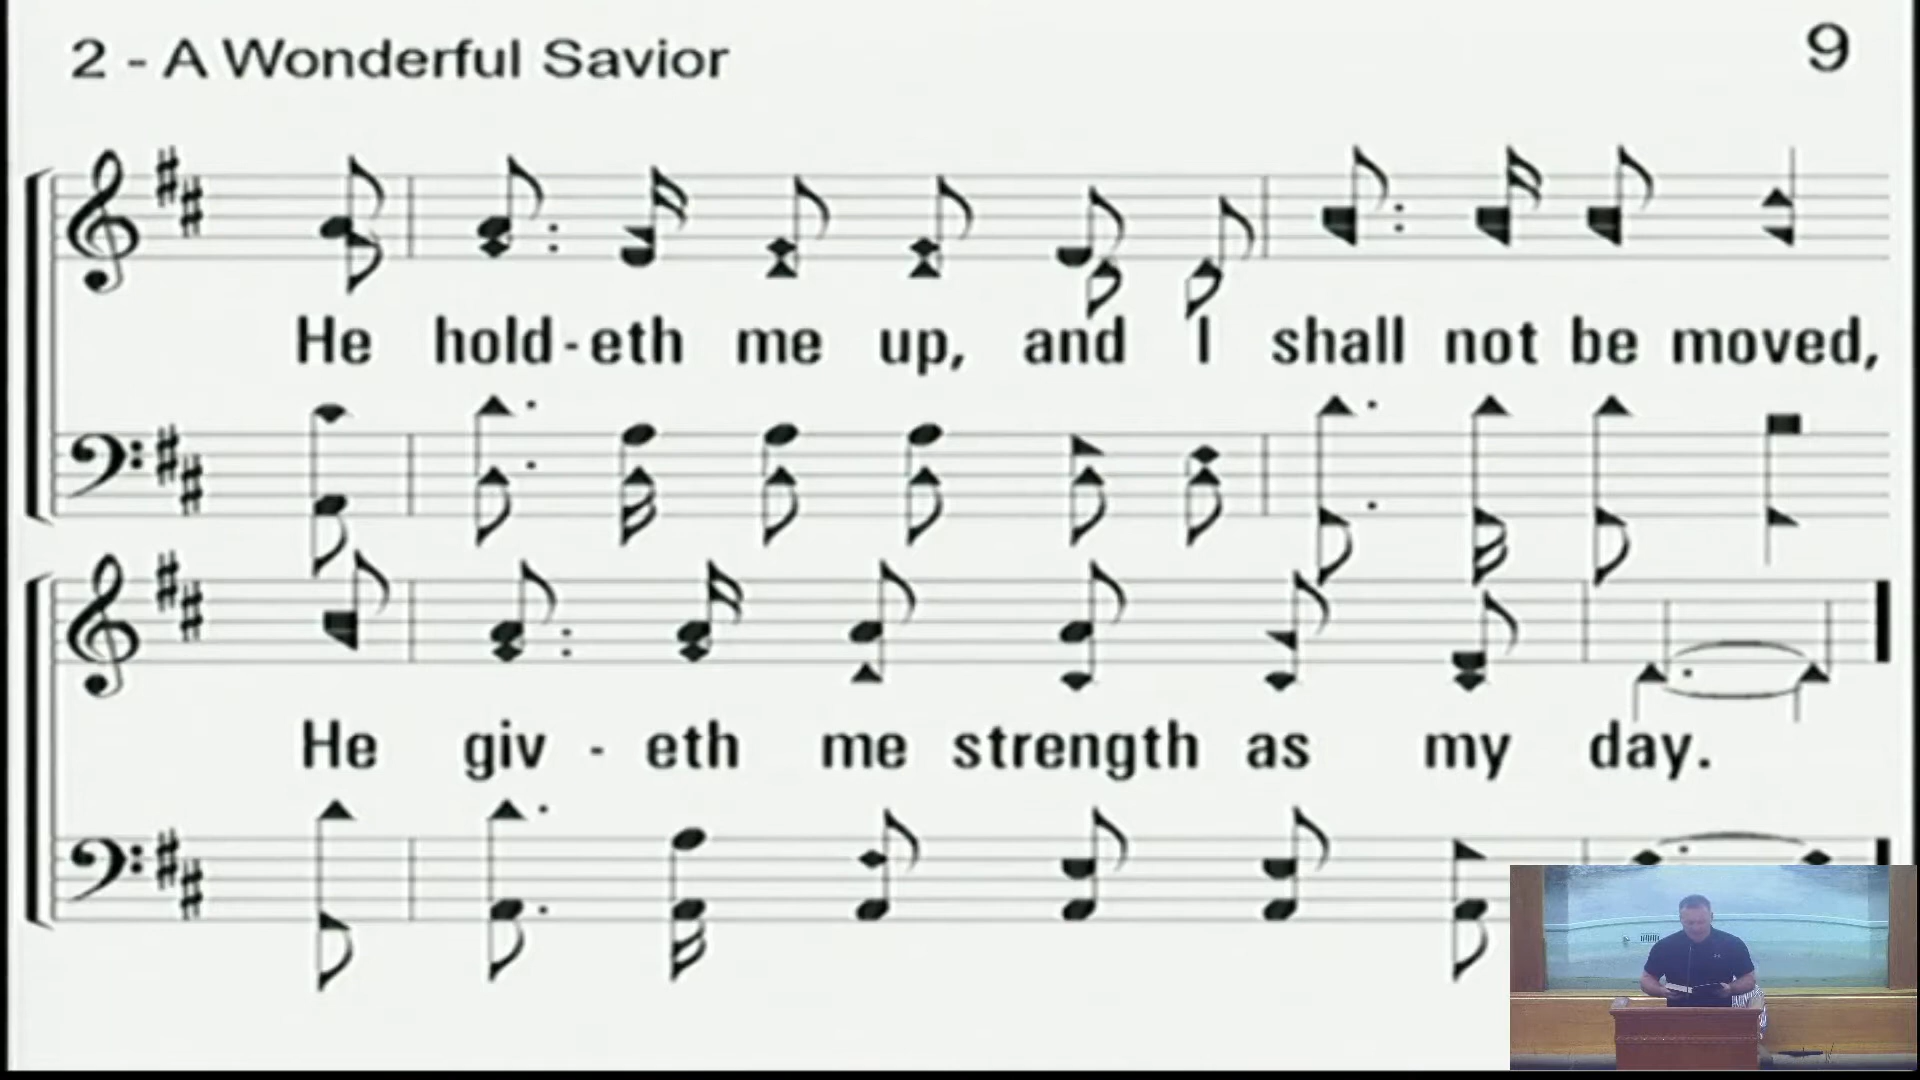 2 - A Wonderful Savior
9
He hold - eth me up, and I shall not be moved,
He giv - eth me strength as my day.